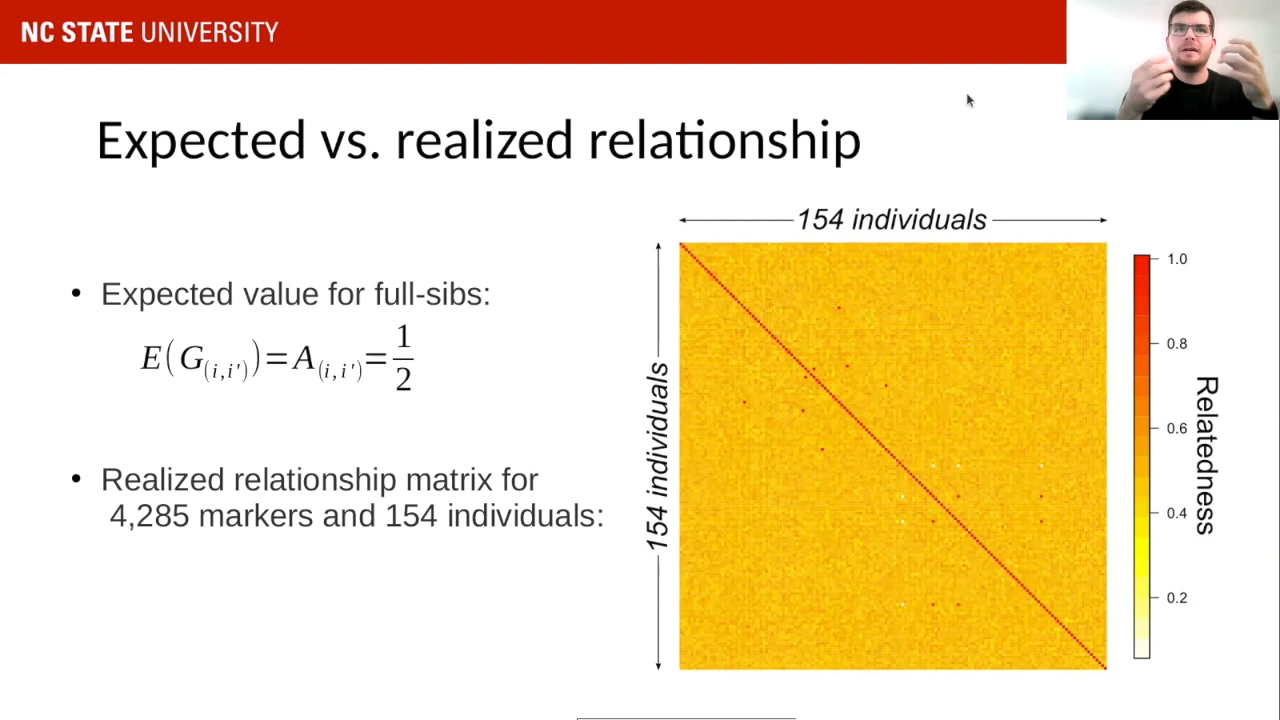 NC STATE UNIVERSITY
Expected vs. realized relationship
• Expected value for full-sibs:
E(G(i,i'))=A(i,i')=1/2
• Realized relationship matrix for
4,285 markers and 154 individuals:
154 individuals
154 individuals
1.0
0.8
0.6
0.4
0.2
Relatedness